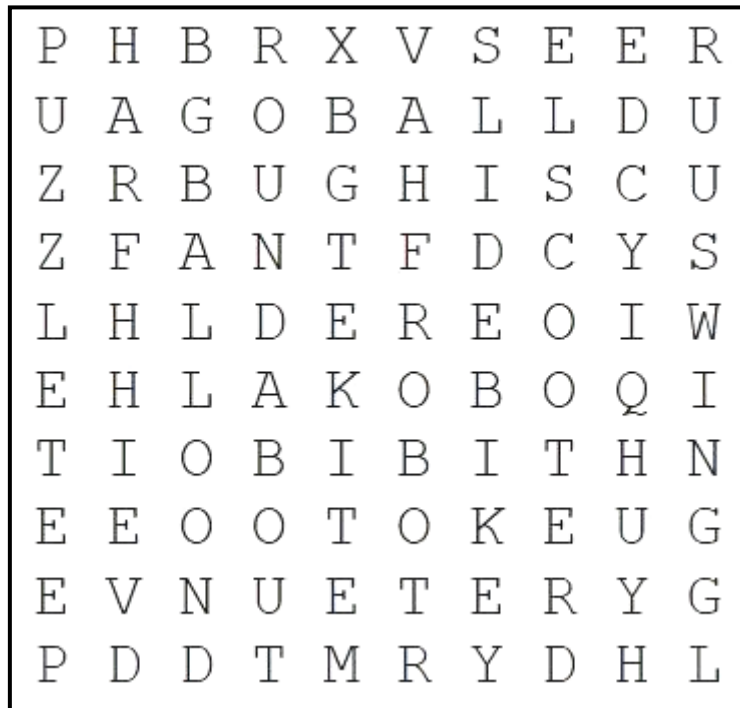 P H B R X V S E E R
U A G O B A L L D U
Z R B U G H I S C U
Z F A N T F D C Y S
L H L D E R E O I W
E H L A K O B O Q I
T I O B I B I T H N
E E O O T O K E U G
E V N U E T E R Y G
P D D T M R Y D H L